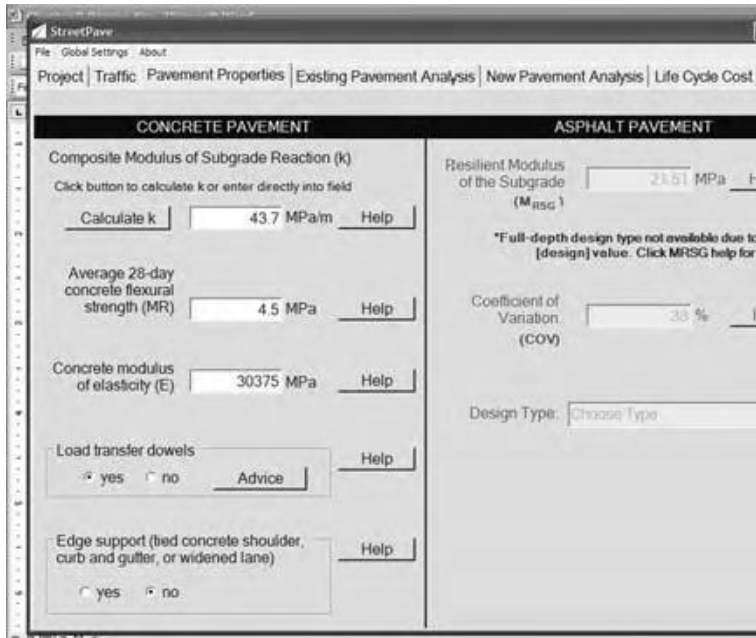 StreetPave
File Global Settings About
Project Traffic Pavement Properties Existing Pavement Analysis New Pavement Analysis Life Cycle Cost
CONCRETE PAVEMENT
Composite Modulus of Subgrade Reaction (k)
Click button to calculate k or enter directly into field
Calculate k 43.7 MPa/m Help
Average 28-day
concrete flexural
strength (MR) 4.5 MPa Help
Concrete modulus
of elasticity (E) 30375 MPa Help
Load transfer dowels
Help
yes no Advice
Edge support (tied concrete shoulder,
curb and gutter, or widened lane)
Help
yes no
ASPHALT PAVEMENT
Resilient Modulus
of the Subgrade 21.51 MPa H
(MRSG)
*Full-depth design type not available due to
[design] value. Click MRSG help for
Coefficient of
Variation 38 %
(COV)
Design Type: Choose Type